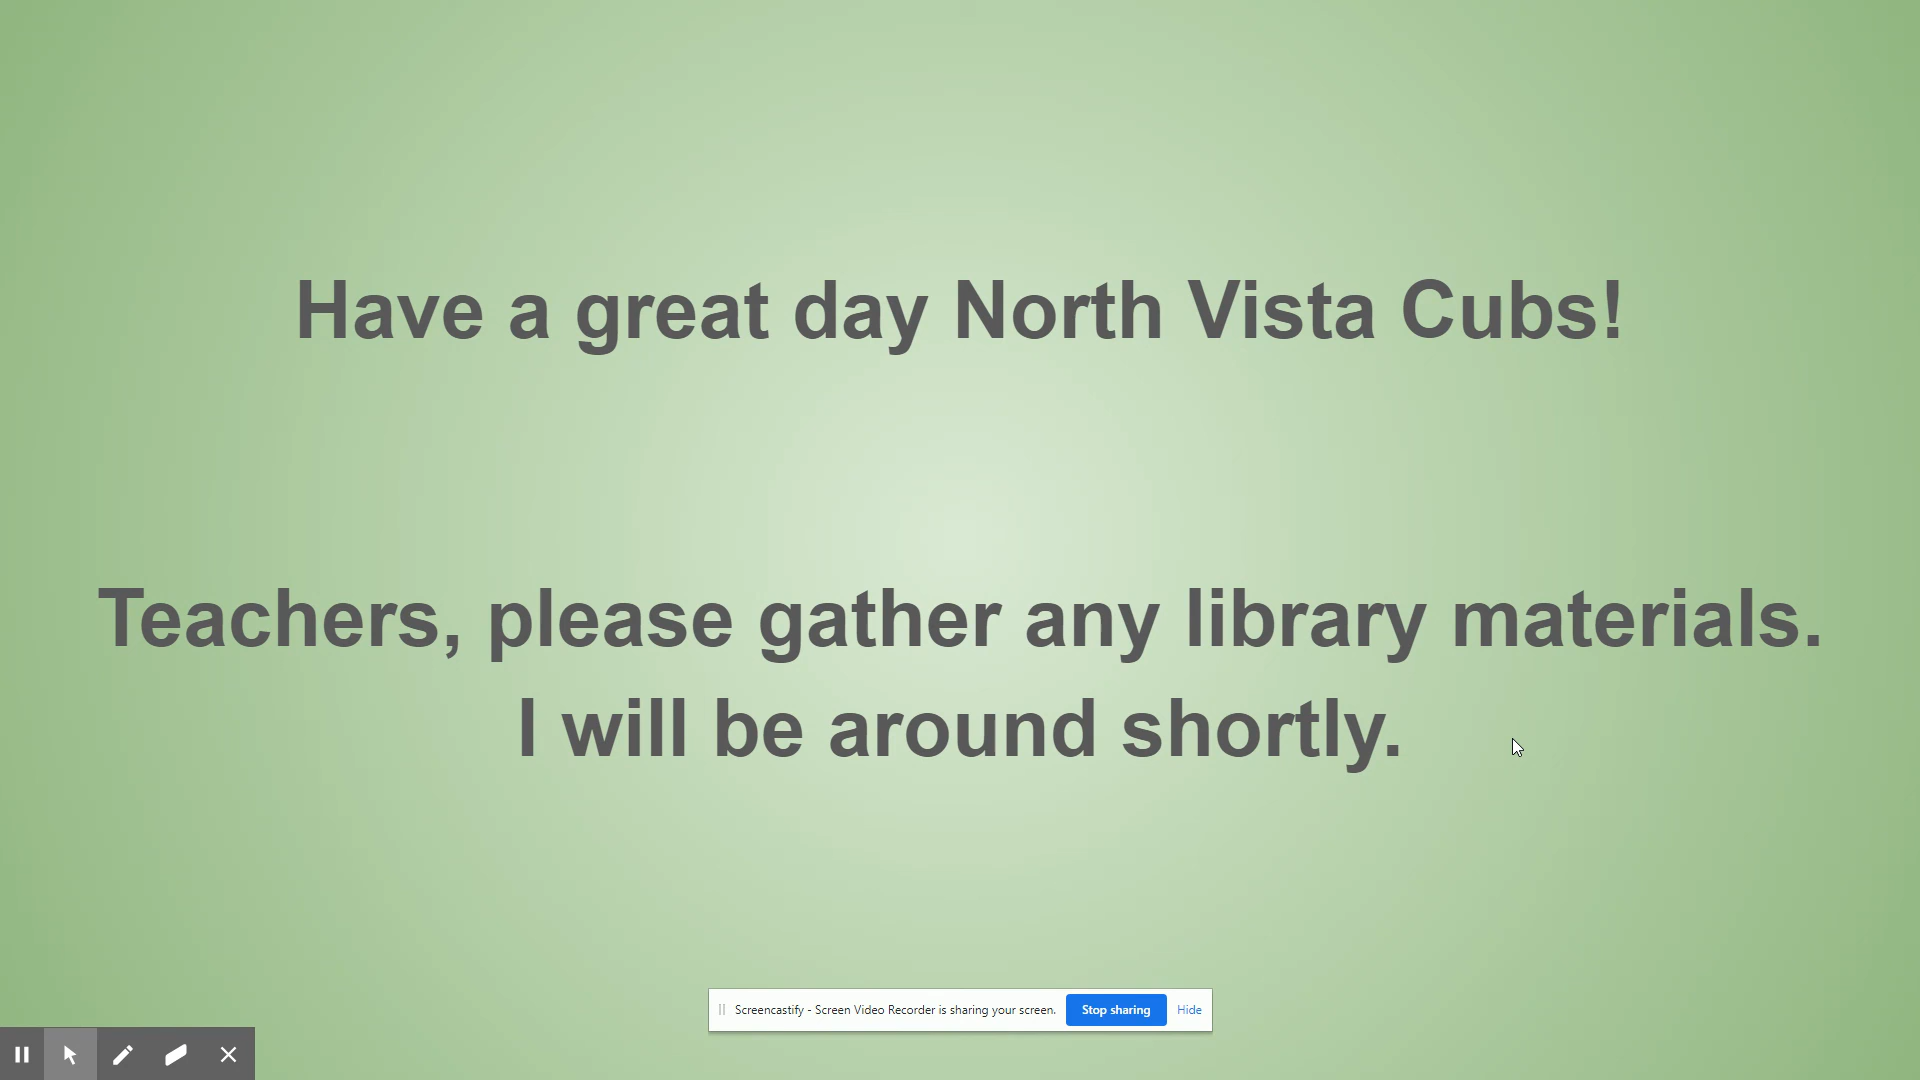 Have a great day North Vista Cubs!
Teachers, please gather any library materials.
I will be around shortly.
Screencastify - Screen Video Recorder is sharing your screen. Stop sharing Hide